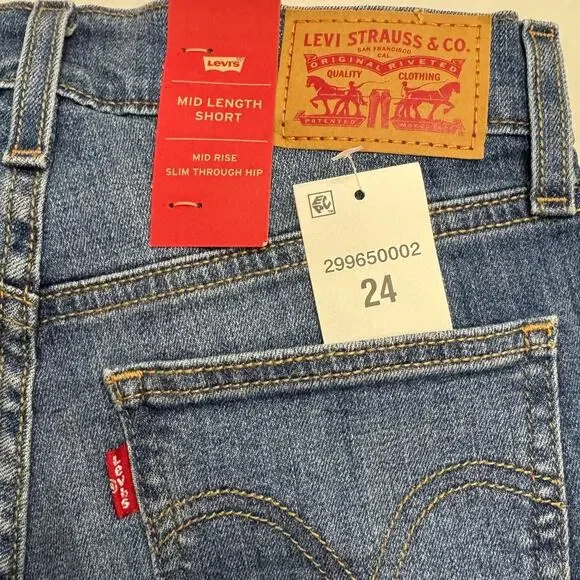 Levi's
MID LENGTH
SHORT
MID RISE
SLIM THROUGH HIP
LEVI STRAUSS & CO.
SAN FRANCISCO
CAL.
ORIGINAL RIVETED
QUALITY CLOTHING
PATENTED
299650002
24
Levi's